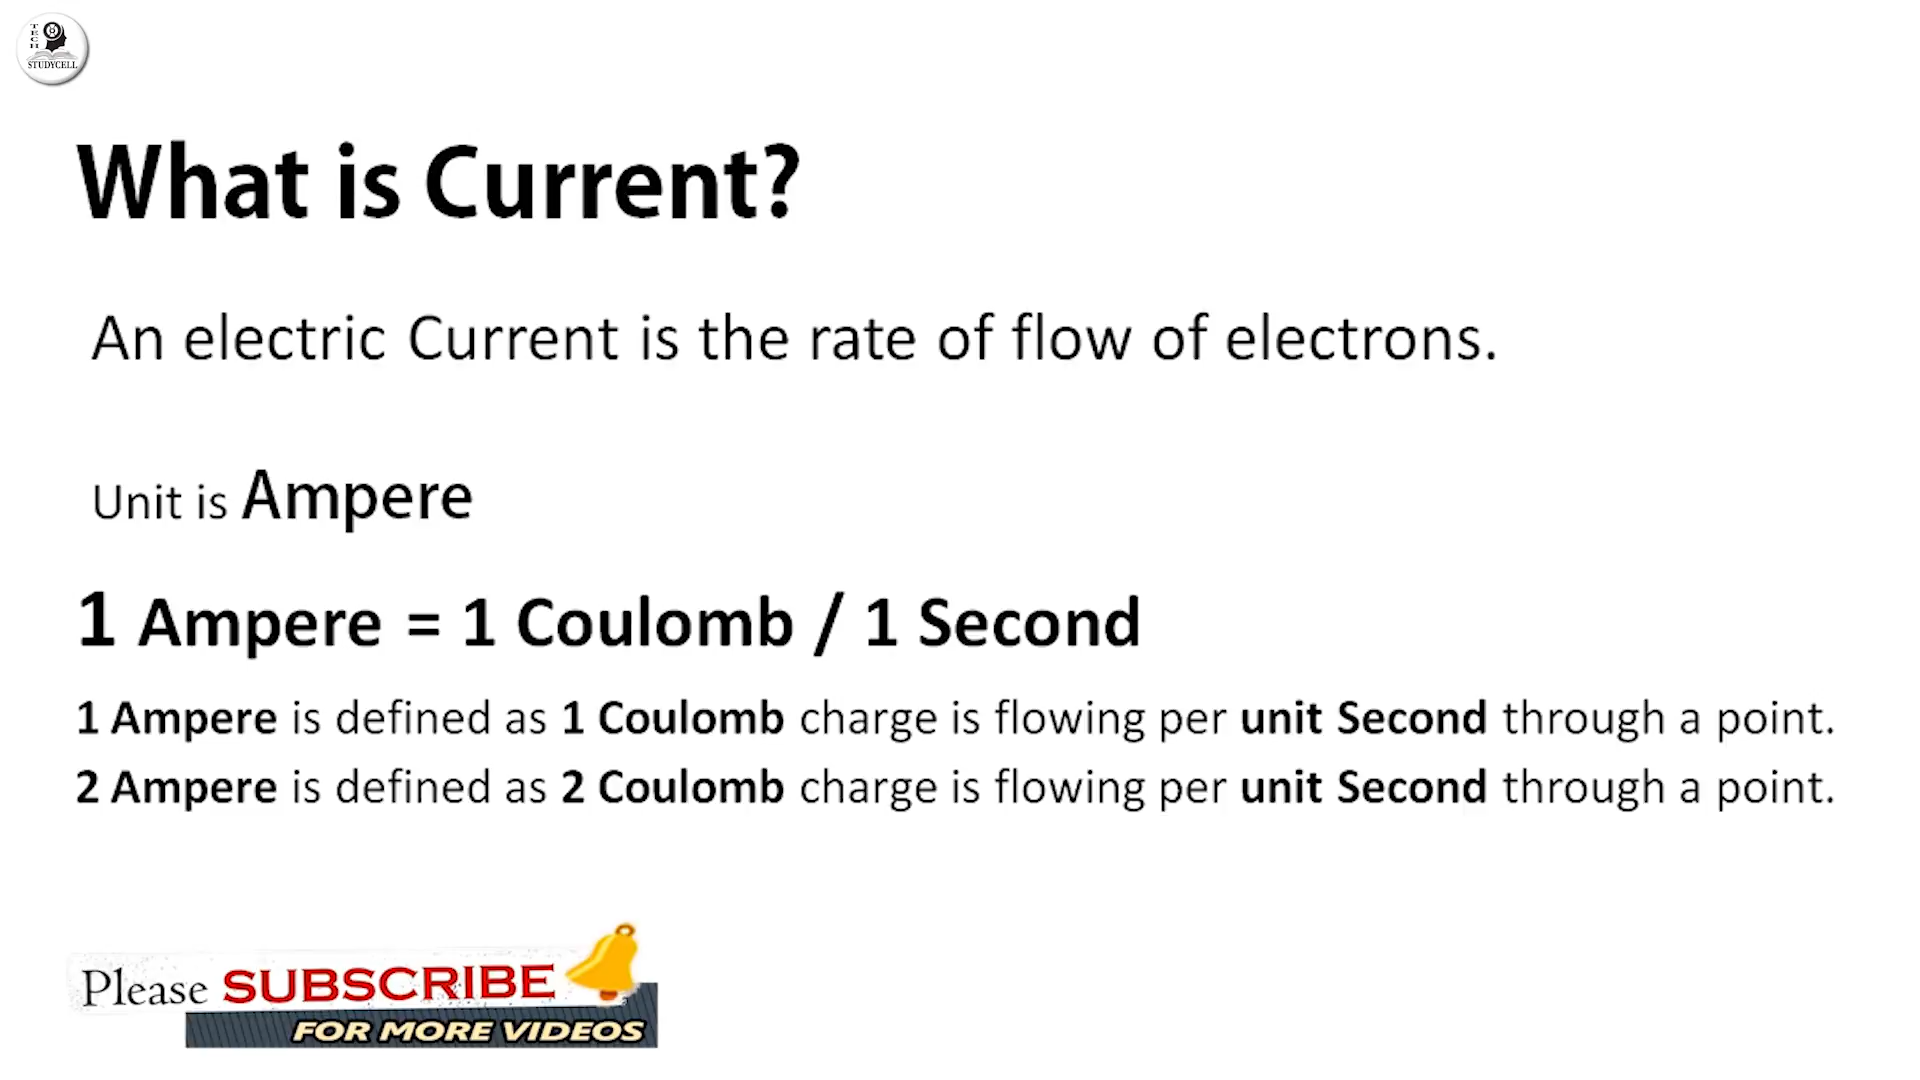 TECH
STUDYCELL
What is Current?
An electric Current is the rate of flow of electrons.
Unit is Ampere
1 Ampere = 1 Coulomb / 1 Second
1 Ampere is defined as 1 Coulomb charge is flowing per unit Second through a point.
2 Ampere is defined as 2 Coulomb charge is flowing per unit Second through a point.
Please SUBSCRIBE
FOR MORE VIDEOS